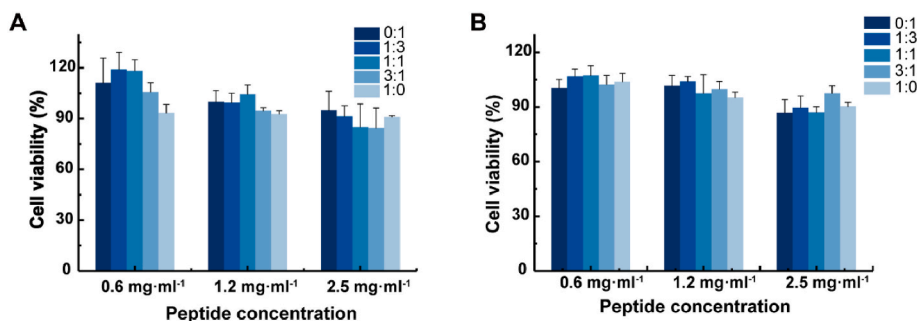 A
0:1
1:3
1:1
3:1
1:0
120
90
60
30
0
Cell viability (%)
0.6 mg·ml⁻¹
1.2 mg·ml⁻¹
2.5 mg·ml⁻¹
Peptide concentration
B
0:1
1:3
1:1
3:1
1:0
120
90
60
30
0
Cell viability (%)
0.6 mg·ml⁻¹
1.2 mg·ml⁻¹
2.5 mg·ml⁻¹
Peptide concentration